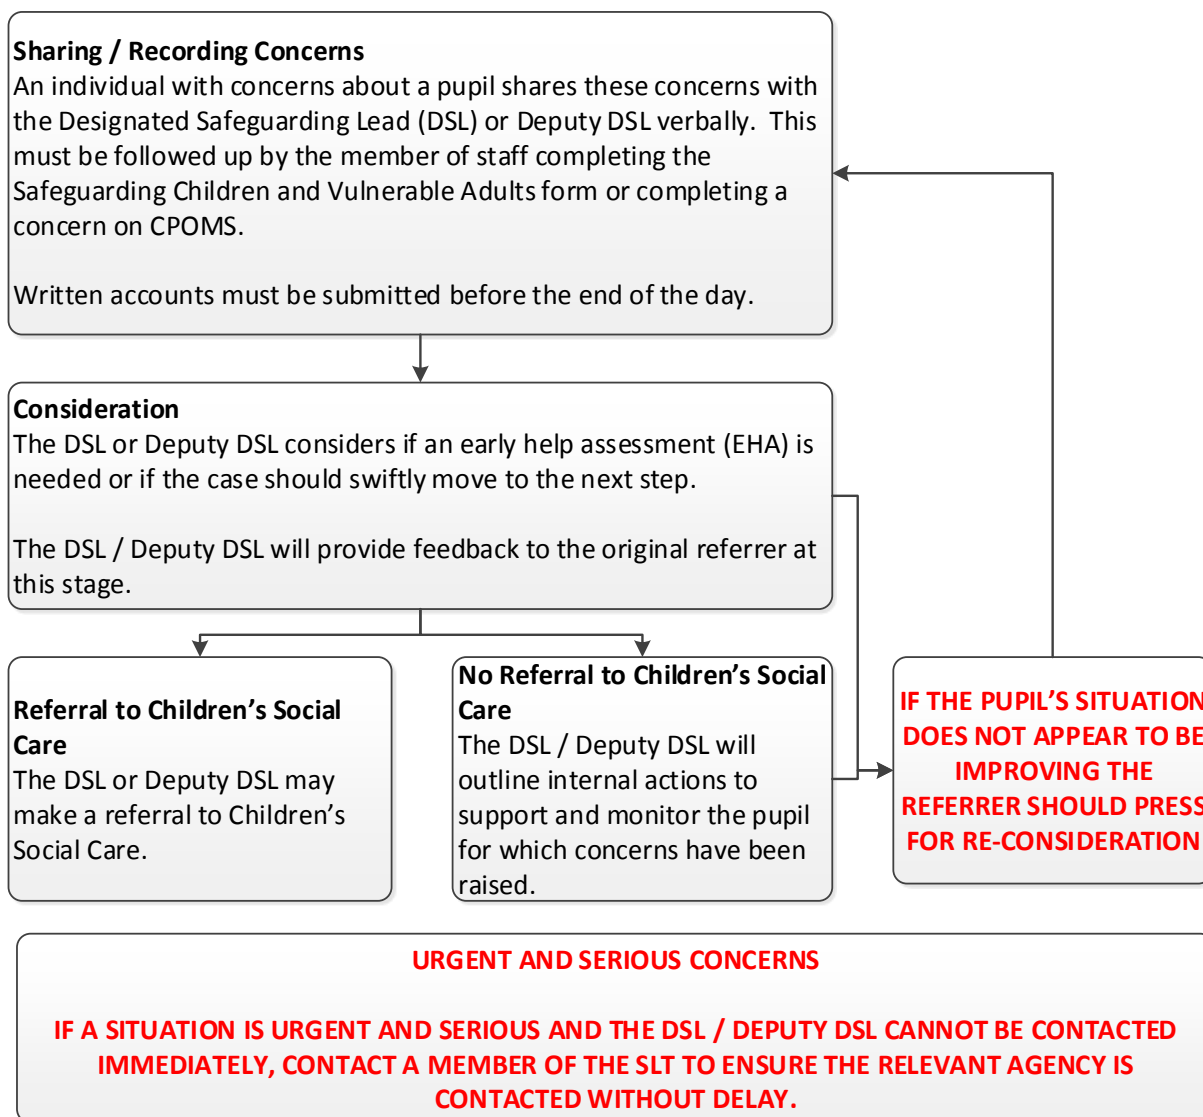 Sharing / Recording Concerns
An individual with concerns about a pupil shares these concerns with
the Designated Safeguarding Lead (DSL) or Deputy DSL verbally.  This
must be followed up by the member of staff completing the
Safeguarding Children and Vulnerable Adults form or completing a
concern on CPOMS.
Written accounts must be submitted before the end of the day.
Consideration
The DSL or Deputy DSL considers if an early help assessment (EHA) is
needed or if the case should swiftly move to the next step.
The DSL / Deputy DSL will provide feedback to the original referrer at
this stage.
Referral to Children’s Social
Care
The DSL or Deputy DSL may
make a referral to Children’s
Social Care.
No Referral to Children’s Social
Care
The DSL / Deputy DSL will
outline internal actions to
support and monitor the pupil
for which concerns have been
raised.
IF THE PUPIL’S SITUATION
DOES NOT APPEAR TO BE
IMPROVING THE
REFERRER SHOULD PRESS
FOR RE-CONSIDERATION
URGENT AND SERIOUS CONCERNS
IF A SITUATION IS URGENT AND SERIOUS AND THE DSL / DEPUTY DSL CANNOT BE CONTACTED
IMMEDIATELY, CONTACT A MEMBER OF THE SLT TO ENSURE THE RELEVANT AGENCY IS
CONTACTED WITHOUT DELAY.